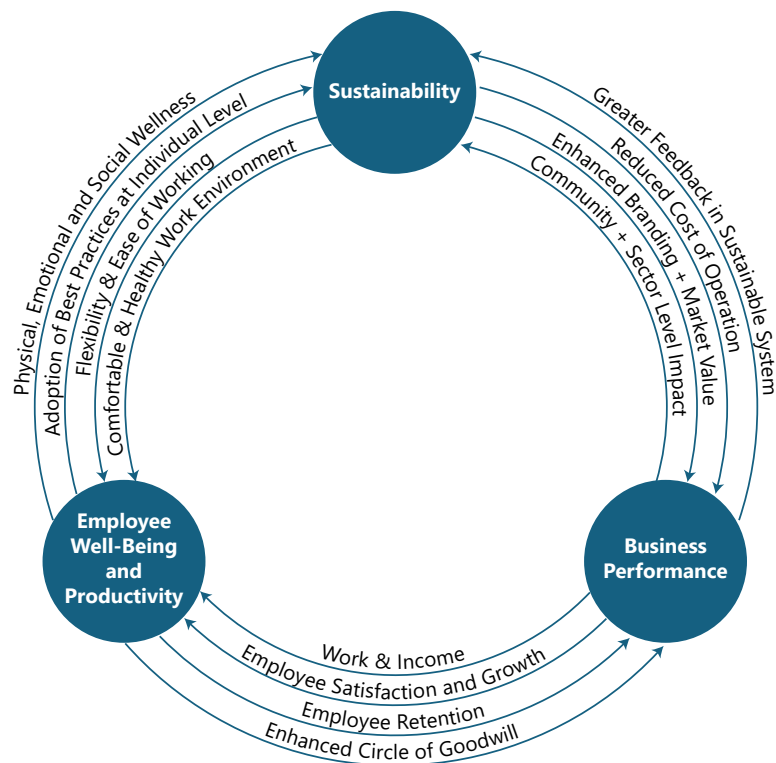 Sustainability
Physical, Emotional and Social Wellness
Adoption of Best Practices at Individual Level
Flexibility & Ease of Working
Comfortable & Healthy Work Environment
Greater Feedback in Sustainable System
Reduced Cost of Operation
Enhanced Branding + Market Value
Community + Sector Level Impact
Employee
Well-Being
and
Productivity
Business
Performance
Work & Income
Employee Satisfaction and Growth
Employee Retention
Enhanced Circle of Goodwill